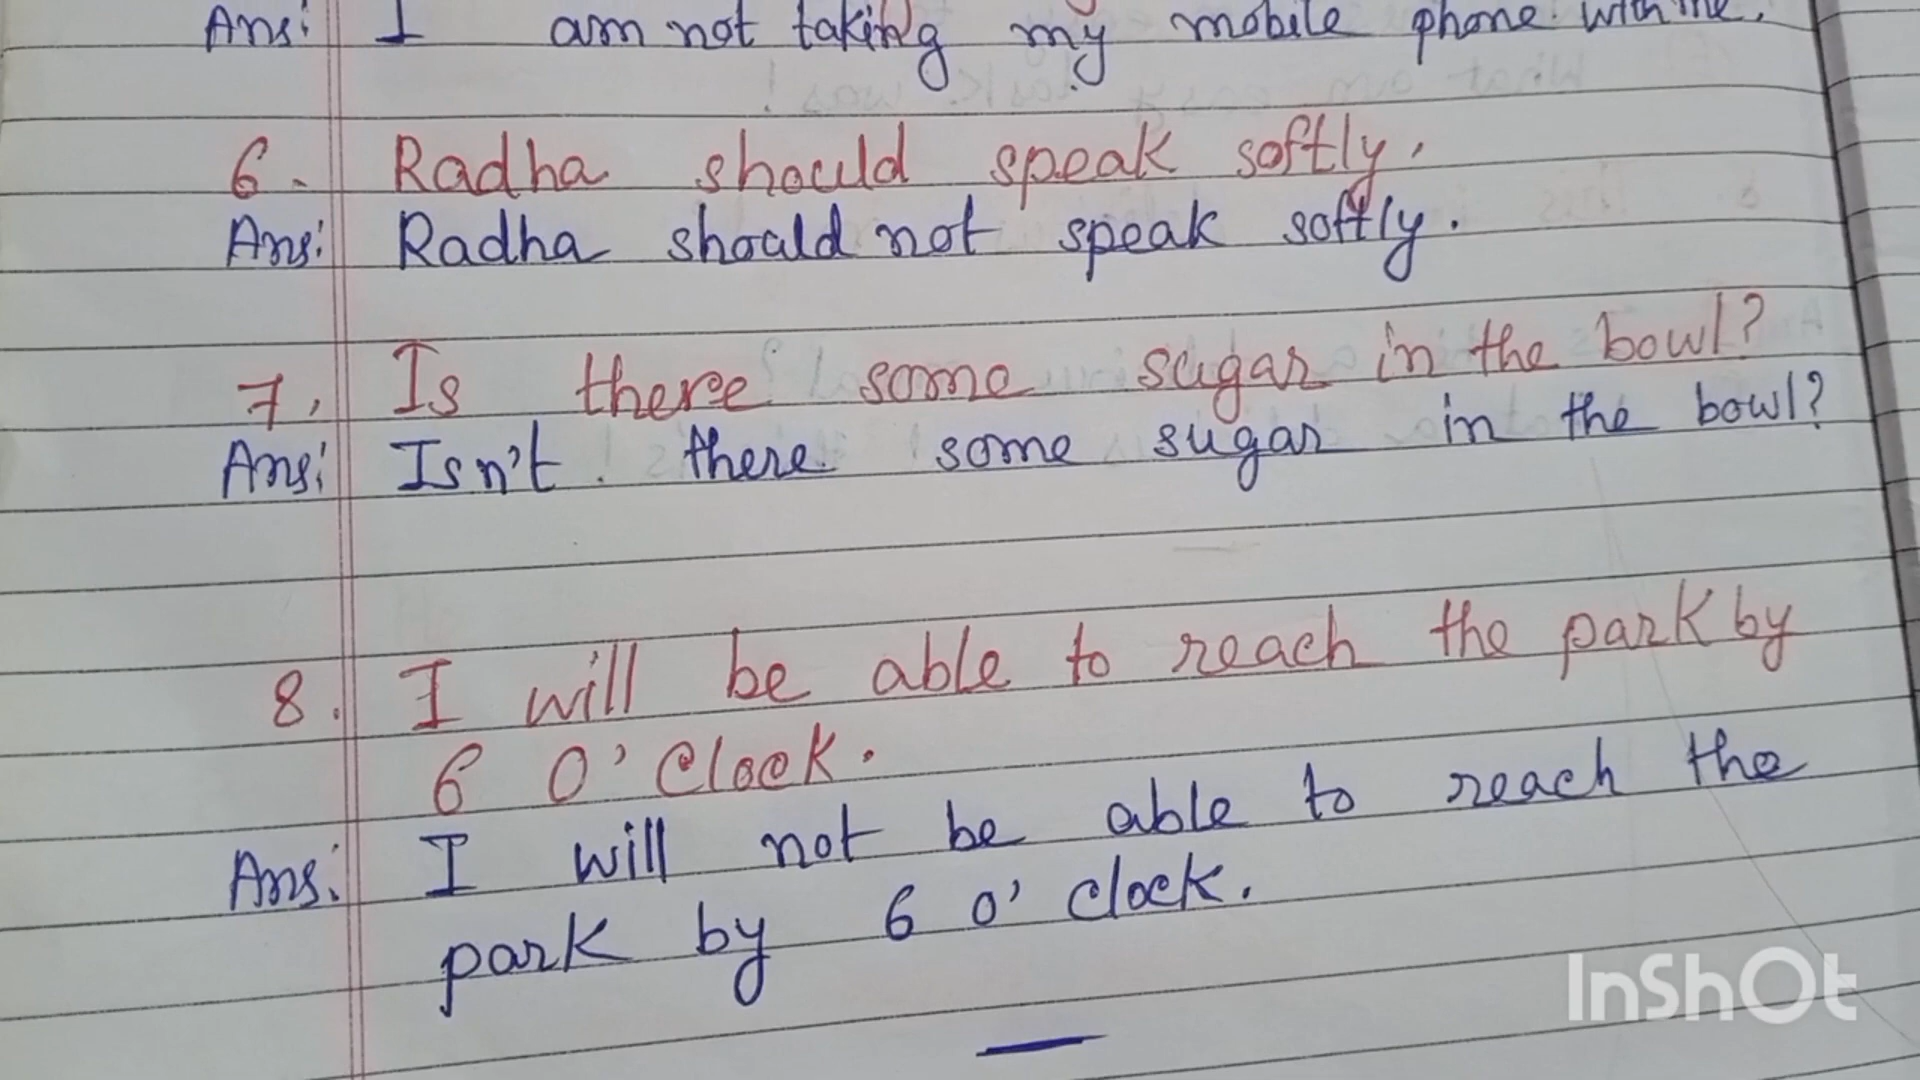 Ans: I am not taking my mobile phone with me.
6. Radha should speak softly.
Ans: Radha should not speak softly.
7. Is there some sugar in the bowl?
Ans: Isn't there some sugar in the bowl?
8. I will be able to reach the park by
6 O'Clock.
Ans: I will not be able to reach the
park by 6 o'clock.
InShOt